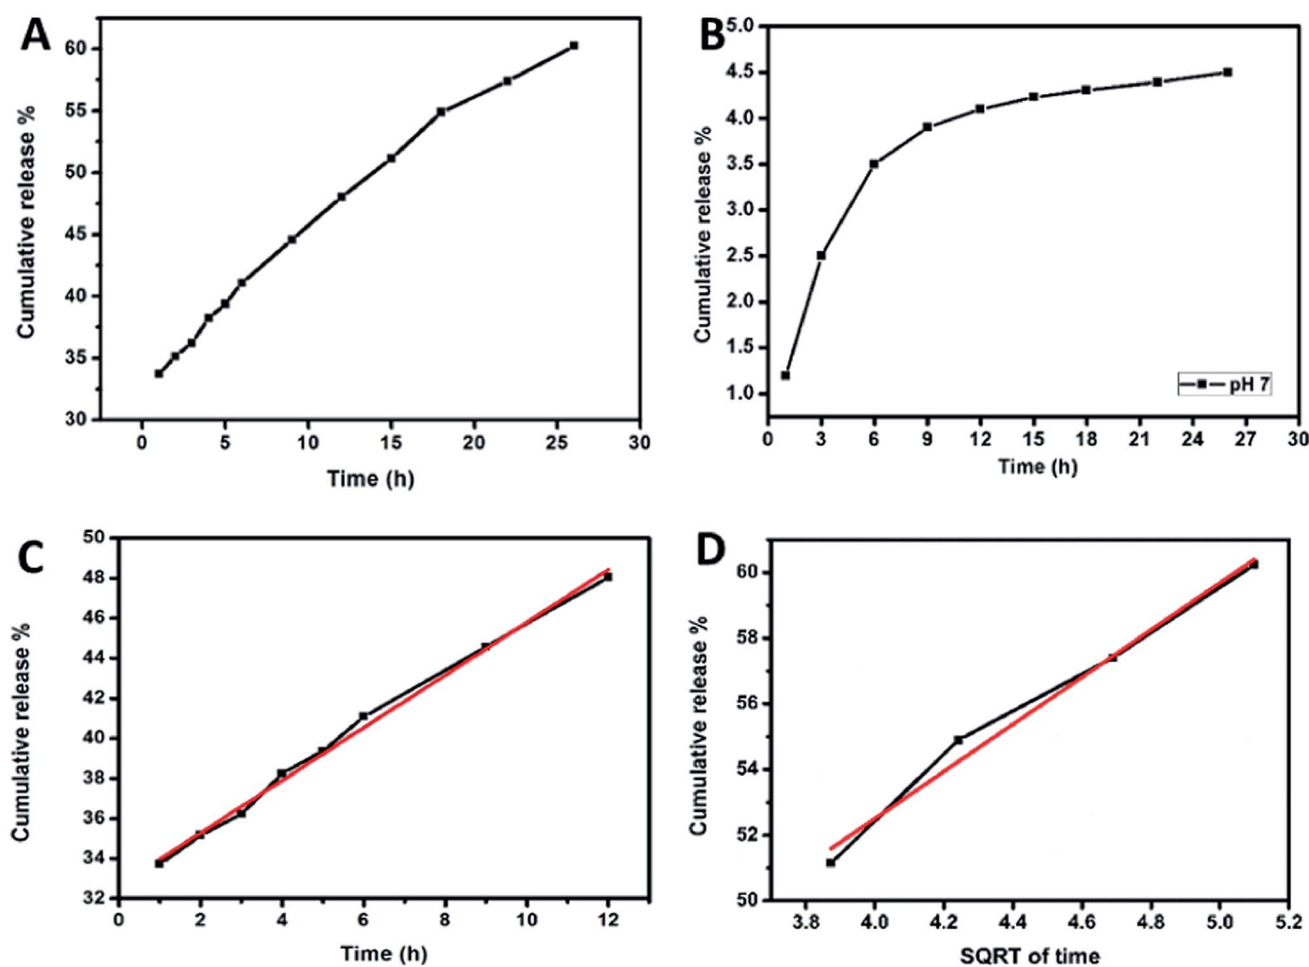 A
Cumulative release %
60
55
50
45
40
35
30
0 5 10 15 20 25 30
Time (h)
B
Cumulative release %
5.0
4.5
4.0
3.5
3.0
2.5
2.0
1.5
1.0
pH 7
0 3 6 9 12 15 18 21 24 27 30
Time (h)
C
Cumulative release %
50
48
46
44
42
40
38
36
34
32
0 2 4 6 8 10 12
Time (h)
D
Cumulative release %
60
58
56
54
52
50
3.8 4.0 4.2 4.4 4.6 4.8 5.0 5.2
SQRT of time